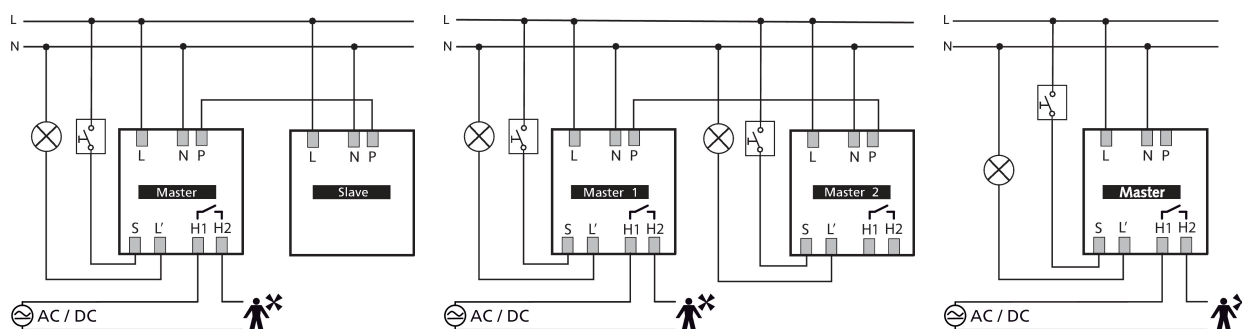 L
N
L N P
Master
S L' H1 H2
AC / DC
L N P
Slave
L
N
L N P
Master 1
S L' H1 H2
AC / DC
L N P
Master 2
S L' H1 H2
L
N
L N P
Master
S L' H1 H2
AC / DC